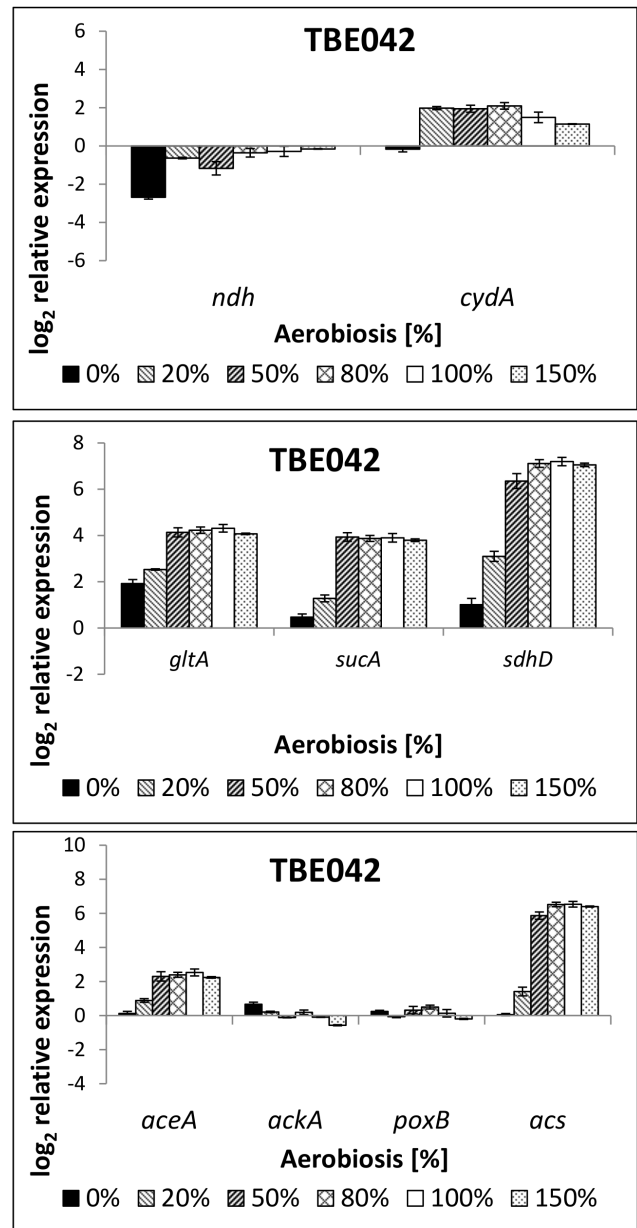 TBE042
log₂ relative expression
6
4
2
0
-2
-4
-6
ndh cydA
Aerobiosis [%]
0% 20% 50% 80% 100% 150%
TBE042
log₂ relative expression
8
6
4
2
0
-2
gltA sucA sdhD
Aerobiosis [%]
0% 20% 50% 80% 100% 150%
TBE042
log₂ relative expression
10
8
6
4
2
0
-2
-4
aceA ackA poxB acs
Aerobiosis [%]
0% 20% 50% 80% 100% 150%